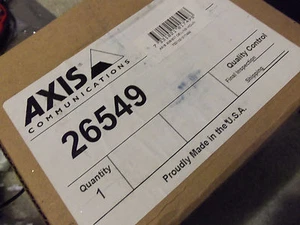 AXIS
COMMUNICATIONS
26549
Quality Control
Final Inspection
Shipping
Quantity
1
Proudly Made in the U.S.A.